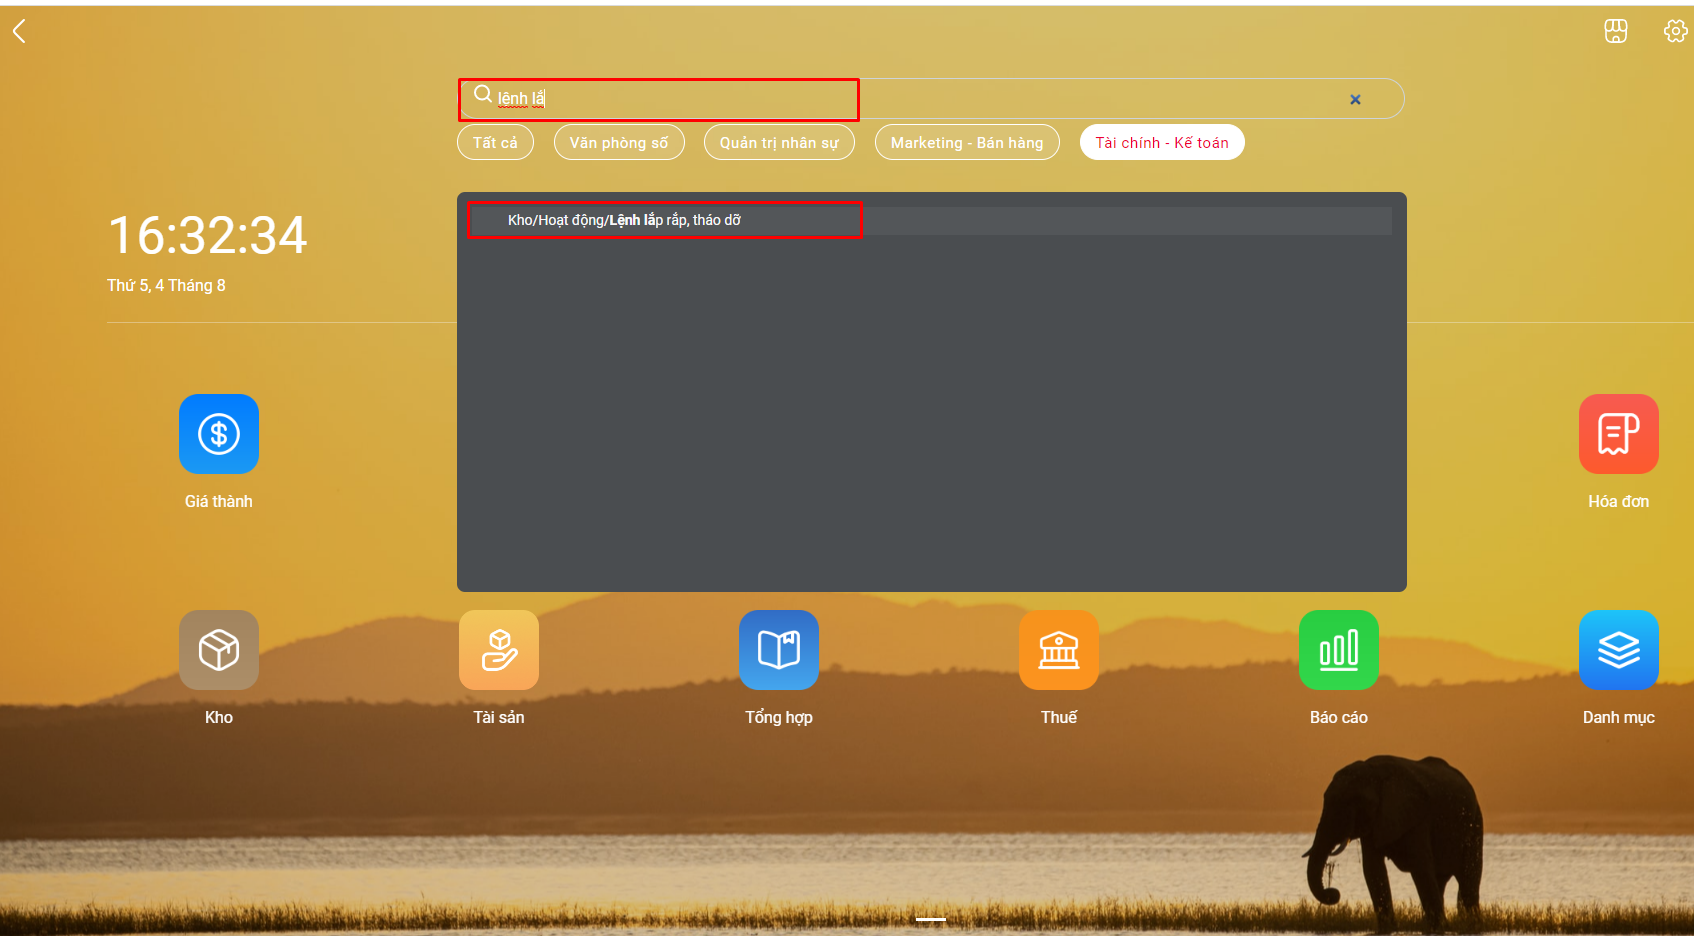 lệnh lắ
Tất cả
Văn phòng số
Quản trị nhân sự
Marketing - Bán hàng
Tài chính - Kế toán
Kho/Hoạt động/Lệnh lắp rắp, tháo dỡ
16:32:34
Thứ 5, 4 Tháng 8
Giá thành
Hóa đơn
Kho
Tài sản
Tổng hợp
Thuế
Báo cáo
Danh mục